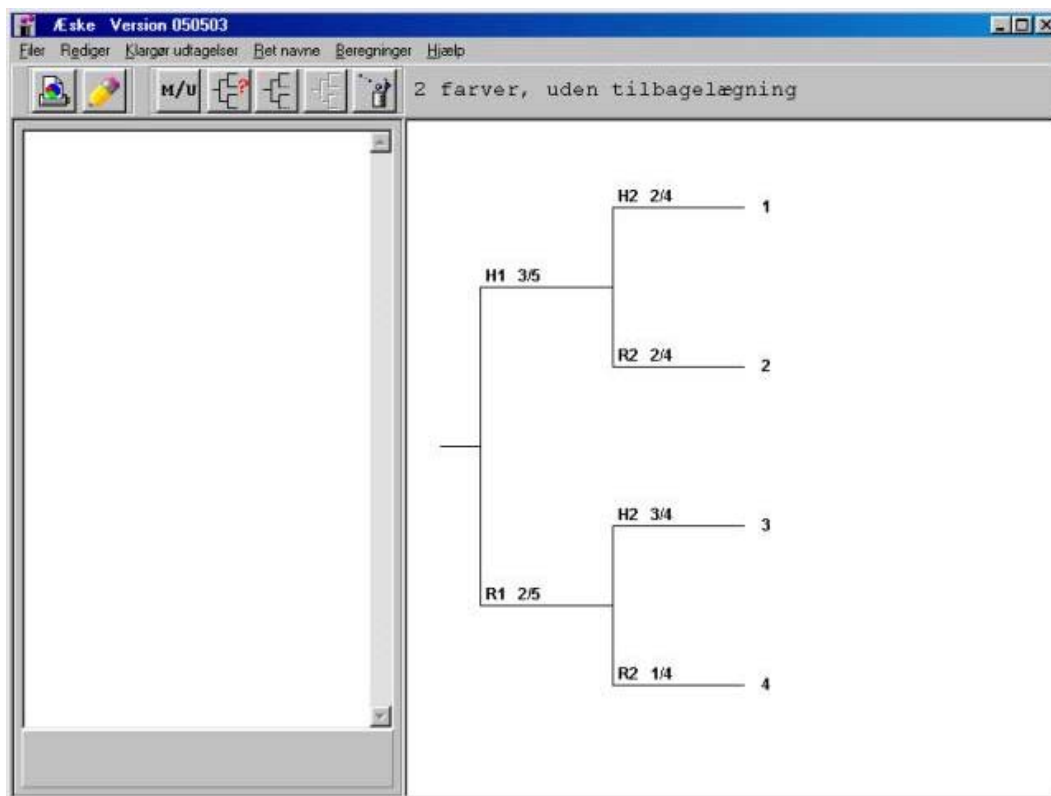 Æske Version 050503
Filer Rediger Klargør udtagelser Ret navne Beregninger Hjælp
M/U ? 2 farver, uden tilbagelægning
H2 2/4 1
H1 3/5
R2 2/4 2
H2 3/4 3
R1 2/5
R2 1/4 4